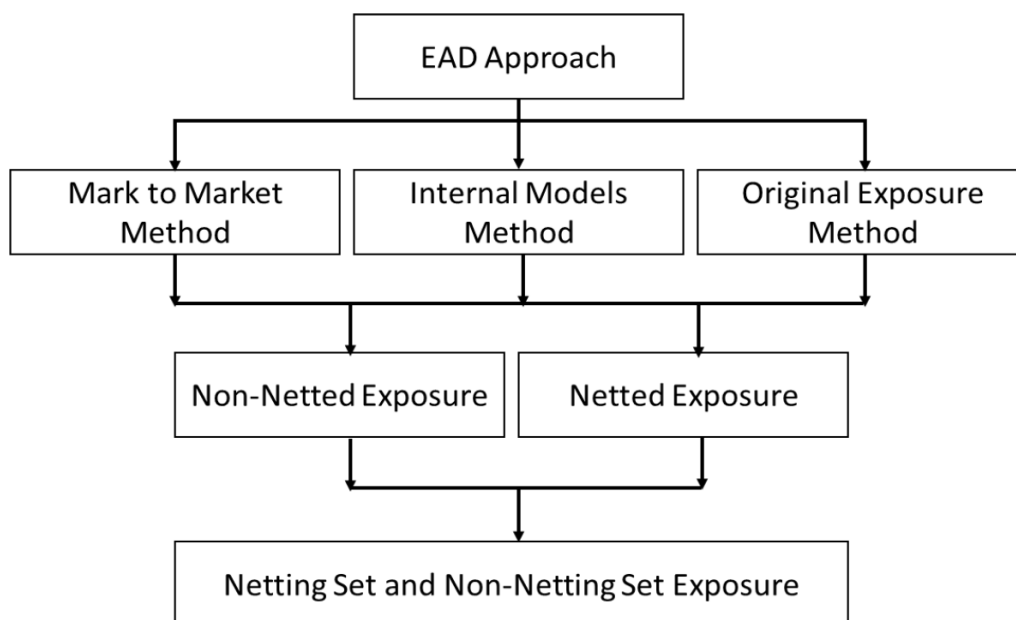 EAD Approach
Mark to Market
Method
Internal Models
Method
Original Exposure
Method
Non-Netted Exposure
Netted Exposure
Netting Set and Non-Netting Set Exposure